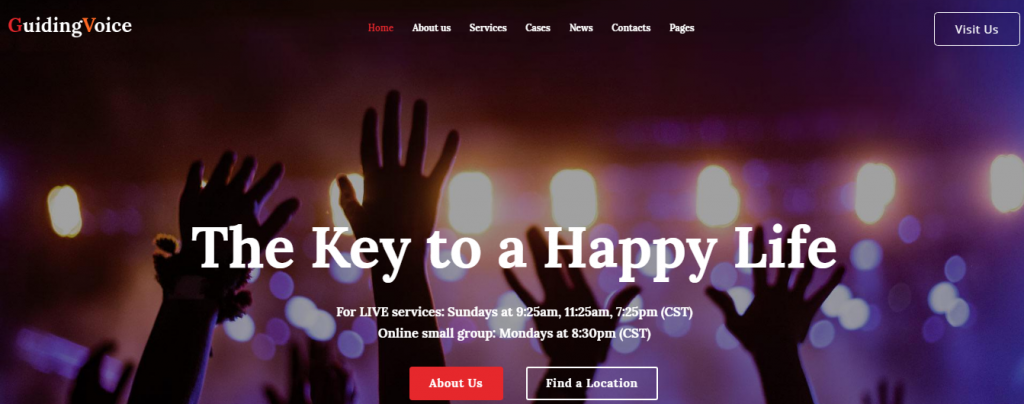 GuidingVoice
Home About us Services Cases News Contacts Pages
Visit Us
The Key to a Happy Life
For LIVE services: Sundays at 9:25am, 11:25am, 7:25pm (CST)
Online small group: Mondays at 8:30pm (CST)
About Us
Find a Location